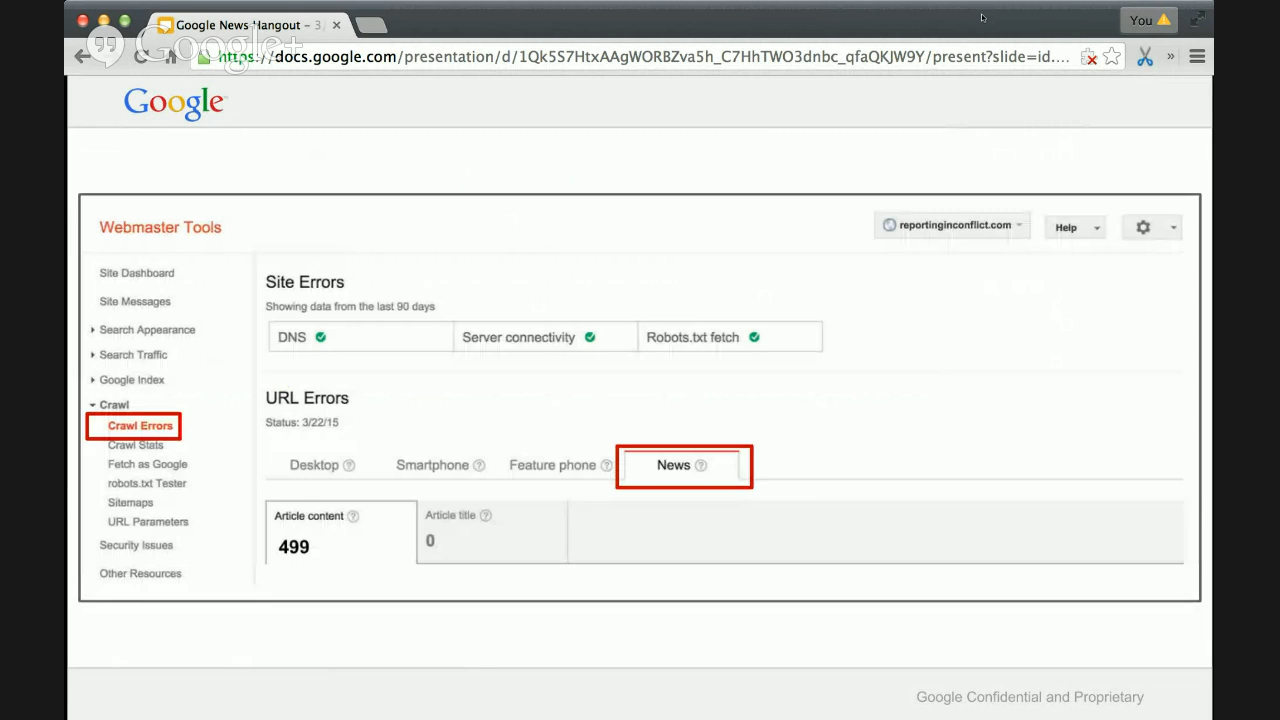 Google News Hangout – 3
You
Google+
https://docs.google.com/presentation/d/1Qk5S7HtxAAgWORBZva5h_C7HhTWO3dnbc_qfaQKJW9Y/present?slide=id....
Google
Webmaster Tools
reportinginconflict.com
Help
Site Dashboard
Site Messages
Search Appearance
Search Traffic
Google Index
Crawl
Crawl Errors
Crawl Stats
Fetch as Google
robots.txt Tester
Sitemaps
URL Parameters
Security Issues
Other Resources
Site Errors
Showing data from the last 90 days
DNS Server connectivity Robots.txt fetch
URL Errors
Status: 3/22/15
Desktop Smartphone Feature phone News
Article content Article title
499 0
Google Confidential and Proprietary